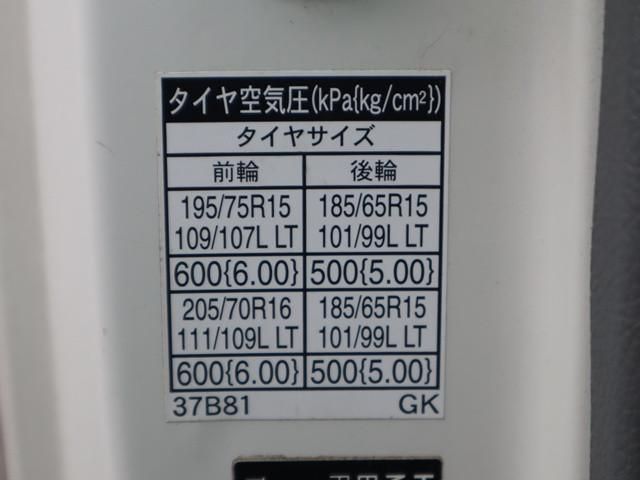 タイヤ空気圧(kPa{kg/cm²})
タイヤサイズ
前輪 後輪
195/75R15 185/65R15
109/107L LT 101/99L LT
600{6.00} 500{5.00}
205/70R16 185/65R15
111/109L LT 101/99L LT
600{6.00} 500{5.00}
37B81 GK